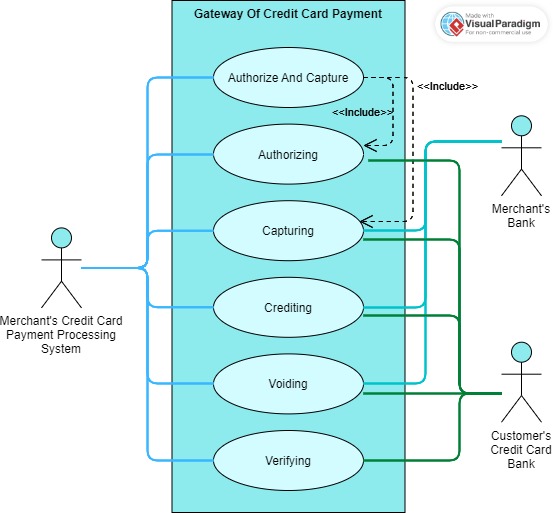 Gateway Of Credit Card Payment
Made with
Visual Paradigm
For non-commercial use
Authorize And Capture
<<Include>>
<<Include>>
Authorizing
Merchant's
Bank
Capturing
Merchant's Credit Card
Payment Processing
System
Crediting
Voiding
Customer's
Credit Card
Bank
Verifying